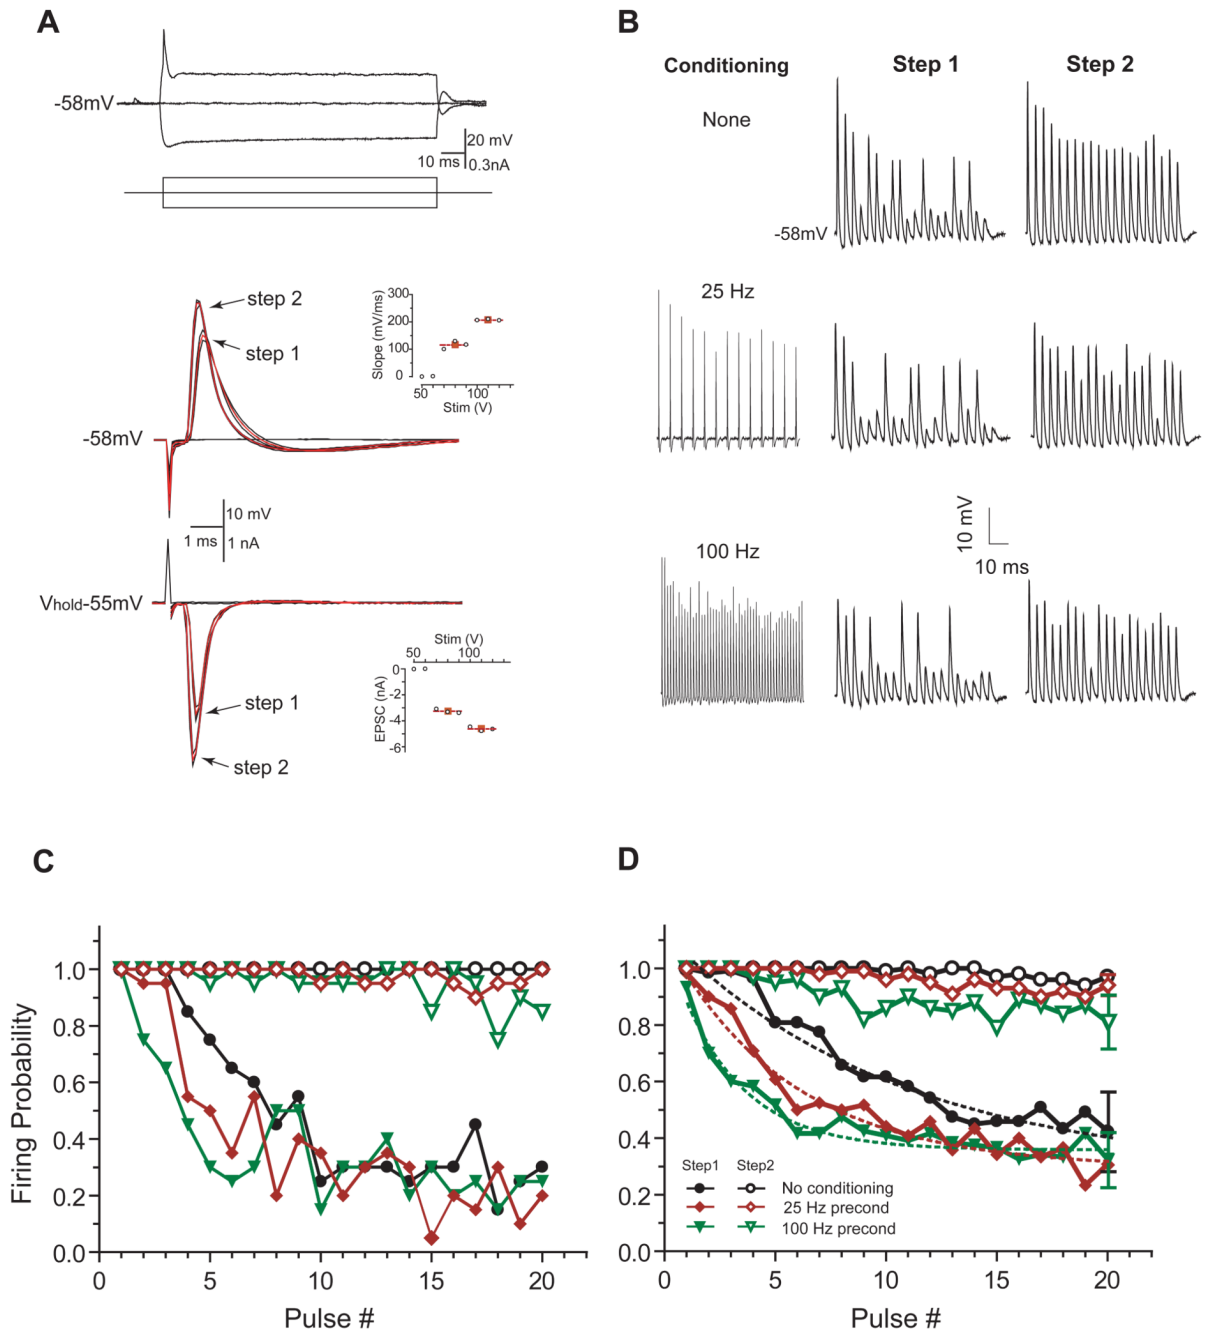 A
-58mV
20 mV
10 ms
0.3nA
step 2
step 1
300
200
100
0
Slope (mV/ms)
50
100
Stim (V)
-58mV
10 mV
1 ms
1 nA
Vhold-55mV
Stim (V)
50
100
0
-2
-4
-6
EPSC (nA)
step 1
step 2
B
Conditioning
Step 1
Step 2
None
-58mV
25 Hz
100 Hz
10 mV
10 ms
C
1.0
0.8
0.6
0.4
0.2
0.0
Firing Probability
0
5
10
15
20
Pulse #
D
1.0
0.8
0.6
0.4
0.2
0.0
Step1 Step2
No conditioning
25 Hz precond
100 Hz precond
0
5
10
15
20
Pulse #